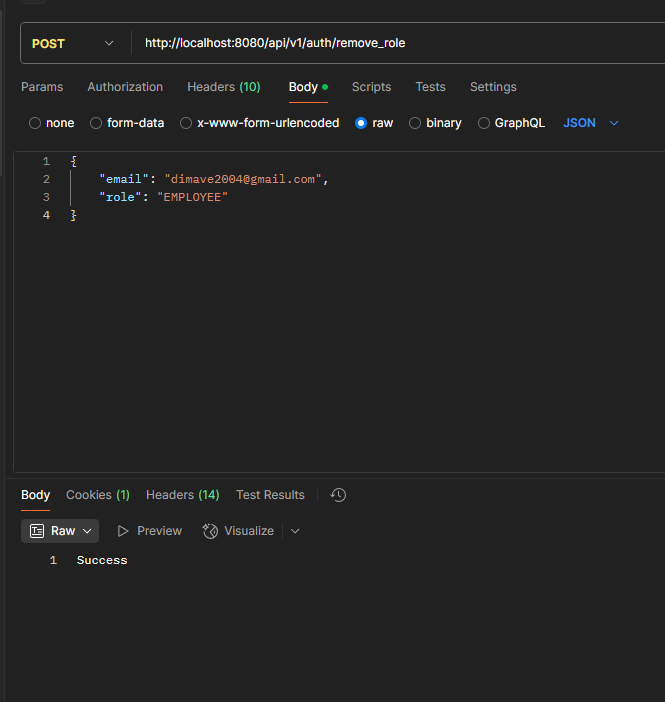 POST http://localhost:8080/api/v1/auth/remove_role
Params Authorization Headers (10) Body Scripts Tests Settings
none form-data x-www-form-urlencoded raw binary GraphQL JSON
1 {
2 "email": "dimave2004@gmail.com",
3 "role": "EMPLOYEE"
4 }
Body Cookies (1) Headers (14) Test Results
Raw Preview Visualize
1 Success